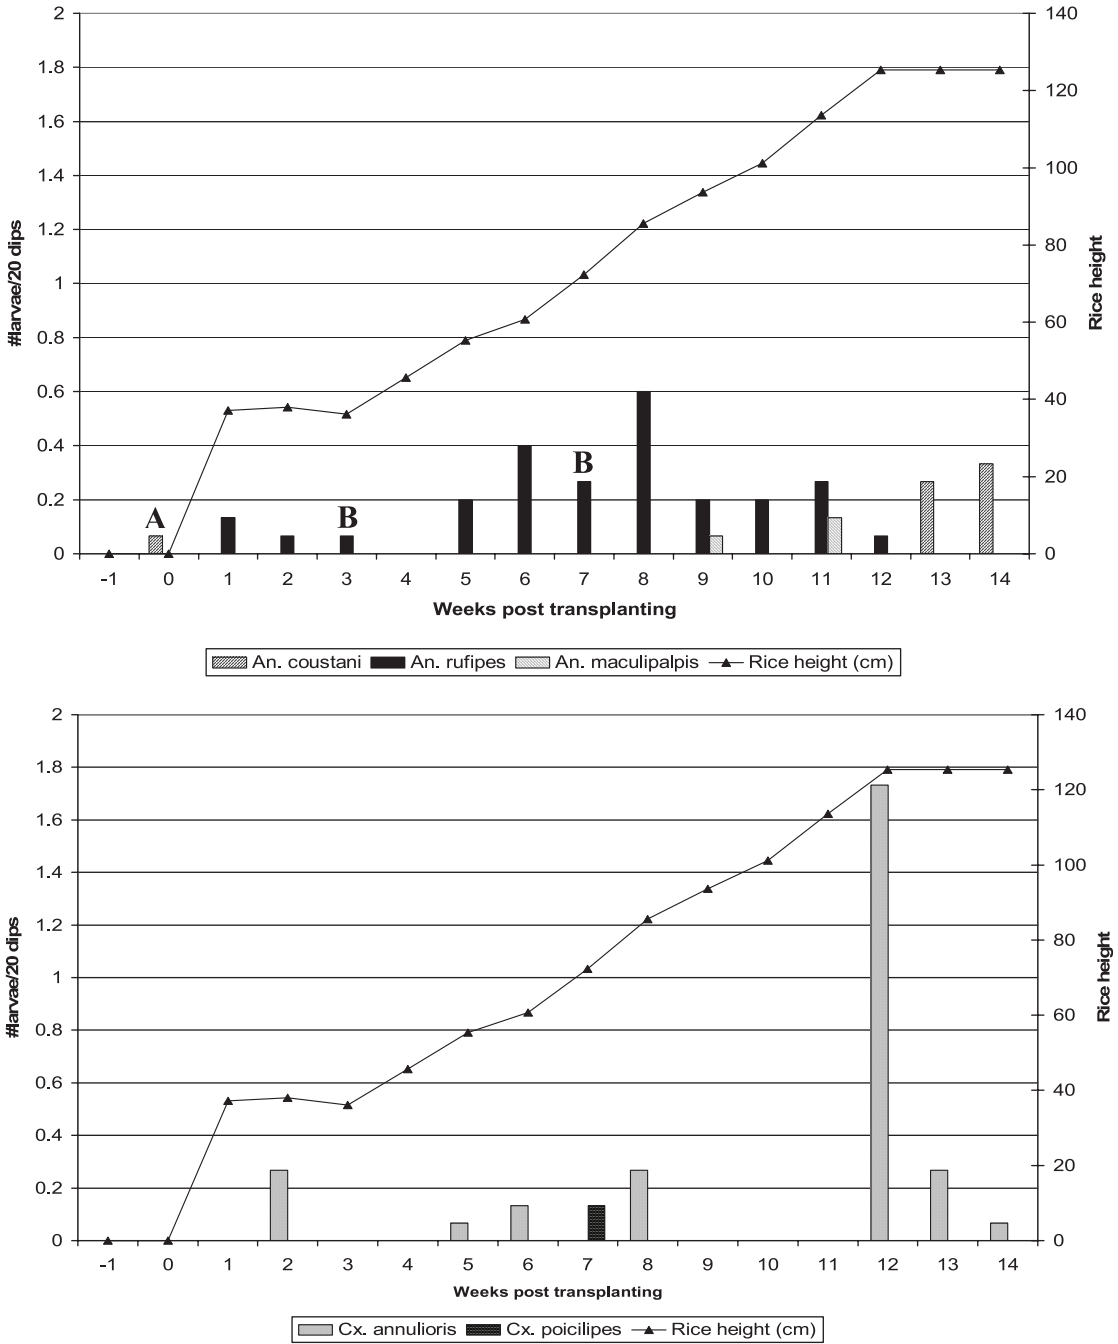 2 140
1.8 120
1.6
1.4 100
1.2 80
1
0.8 60
0.6 40
0.4
0.2 20
0 0
#larvae/20 dips
Rice height
A B B
-1 0 1 2 3 4 5 6 7 8 9 10 11 12 13 14
Weeks post transplanting
An. coustani An. rufipes An. maculipalpis Rice height (cm)
2 140
1.8 120
1.6
1.4 100
1.2 80
1
0.8 60
0.6 40
0.4
0.2 20
0 0
#larvae/20 dips
Rice height
-1 0 1 2 3 4 5 6 7 8 9 10 11 12 13 14
Weeks post transplanting
Cx. annulioris Cx. poicilipes Rice height (cm)